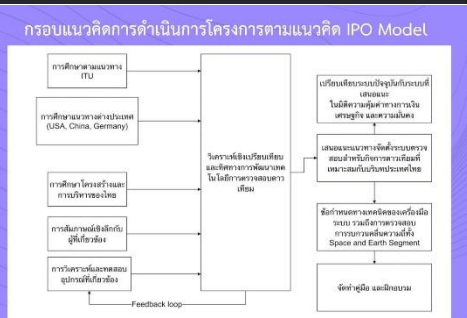 กรอบแนวคิดการดำเนินการโครงการตามแนวคิด IPO Model
การศึกษาตามแนวทาง
ITU
การศึกษาแนวทางต่างประเทศ
(USA, China, Germany)
การศึกษาโครงสร้างและ
การบริหารของไทย
การสัมภาษณ์เชิงลึกกับ
ผู้ที่เกี่ยวข้อง
การวิเคราะห์และทดสอบ
อุปกรณ์ที่เกี่ยวข้อง
Feedback loop
วิเคราะห์เชิงเปรียบเทียบ
และทิศทางการพัฒนาเทค
โนโลยีการตรวจสอบดาว
เทียม
เปรียบเทียบระบบปัจจุบันกับระบบที่
เสนอแนะ
ในมิติความคุ้มค่าทางการเงิน
เศรษฐกิจ และความมั่นคง
เสนอแนะแนวทางจัดตั้งระบบตรวจ
สอบสำหรับกิจการดาวเทียมที่
เหมาะสมกับบริบทประเทศไทย
ข้อกำหนดทางเทคนิคของเครื่องมือ
ระบบ รวมถึงการตรวจสอบ
การรบกวนคลื่นความถี่ทั้ง
Space and Earth Segment
จัดทำคู่มือ และฝึกอบรม